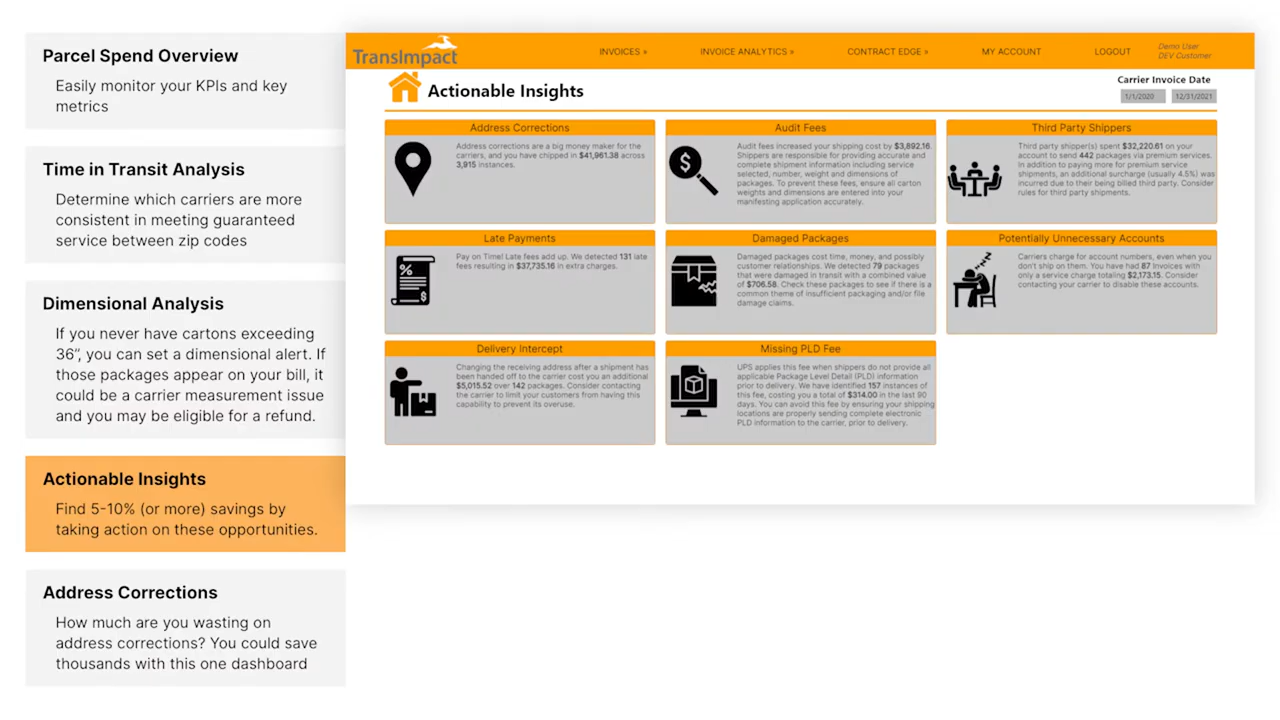 Parcel Spend Overview
Easily monitor your KPIs and key
metrics
Time in Transit Analysis
Determine which carriers are more
consistent in meeting guaranteed
service between zip codes
Dimensional Analysis
If you never have cartons exceeding
36”, you can set a dimensional alert. If
those packages appear on your bill, it
could be a carrier measurement issue
and you may be eligible for a refund.
Actionable Insights
Find 5-10% (or more) savings by
taking action on these opportunities.
Address Corrections
How much are you wasting on
address corrections? You could save
thousands with this one dashboard
TransImpact
INVOICES »
INVOICE ANALYTICS »
CONTRACT EDGE »
MY ACCOUNT
LOGOUT
Demo User
DEV Customer
Actionable Insights
Carrier Invoice Date
1/1/2020
12/31/2021
Address Corrections
Address corrections are a big money maker for the
carriers, and you have chipped in $41,961.38 across
3,915 instances.
Audit Fees
Audit fees increased your shipping cost by $3,892.16.
Shippers are responsible for providing accurate and
complete shipment information including service
selected, number, weight and dimensions of
packages. To prevent these fees, ensure all carton
weights and dimensions are entered into your
manifesting application accurately.
Third Party Shippers
Third party shipper(s) spent $32,220.61 on your
account to send 442 packages via premium services.
In addition to paying more for premium service
shipments, an additional surcharge (usually 4.5%) was
incurred due to their being billed third party. Consider
rules for third party shipments.
Late Payments
Pay on Time! Late fees add up. We detected 131 late
fees resulting in $37,735.16 in extra charges.
Damaged Packages
Damaged packages cost time, money, and possibly
customer relationships. We detected 79 packages
that were damaged in transit with a combined value
of $706.58. Check these packages to see if there is a
common theme of insufficient packaging and/or file
damage claims.
Potentially Unnecessary Accounts
Carriers charge for account numbers, even when you
don't ship on them. You have had 87 Invoices with
only a service charge totaling $2,173.15. Consider
contacting your carrier to disable these accounts.
Delivery Intercept
Changing the receiving address after a shipment has
been handed off to the carrier cost you an additional
$5,015.52 over 142 packages. Consider contacting
the carrier to limit your customers from having this
capability to prevent its overuse.
Missing PLD Fee
UPS applies this fee when shippers do not provide all
applicable Package Level Detail (PLD) information
prior to delivery. We have identified 157 instances of
this fee, costing you a total of $314.00 in the last 90
days. You can avoid this fee by ensuring your shipping
locations are properly sending complete electronic
PLD information to the carrier, prior to delivery.